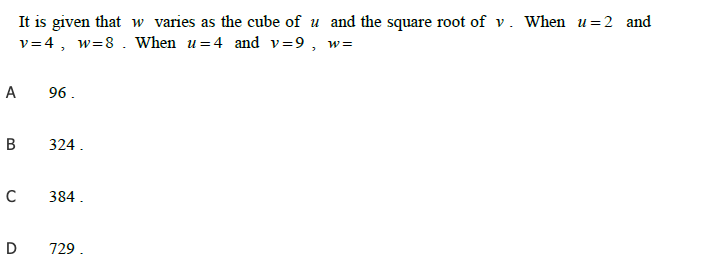 It is given that w varies as the cube of u and the square root of v. When u=2 and
v=4, w=8. When u=4 and v=9, w=
A 96.
B 324.
C 384.
D 729.